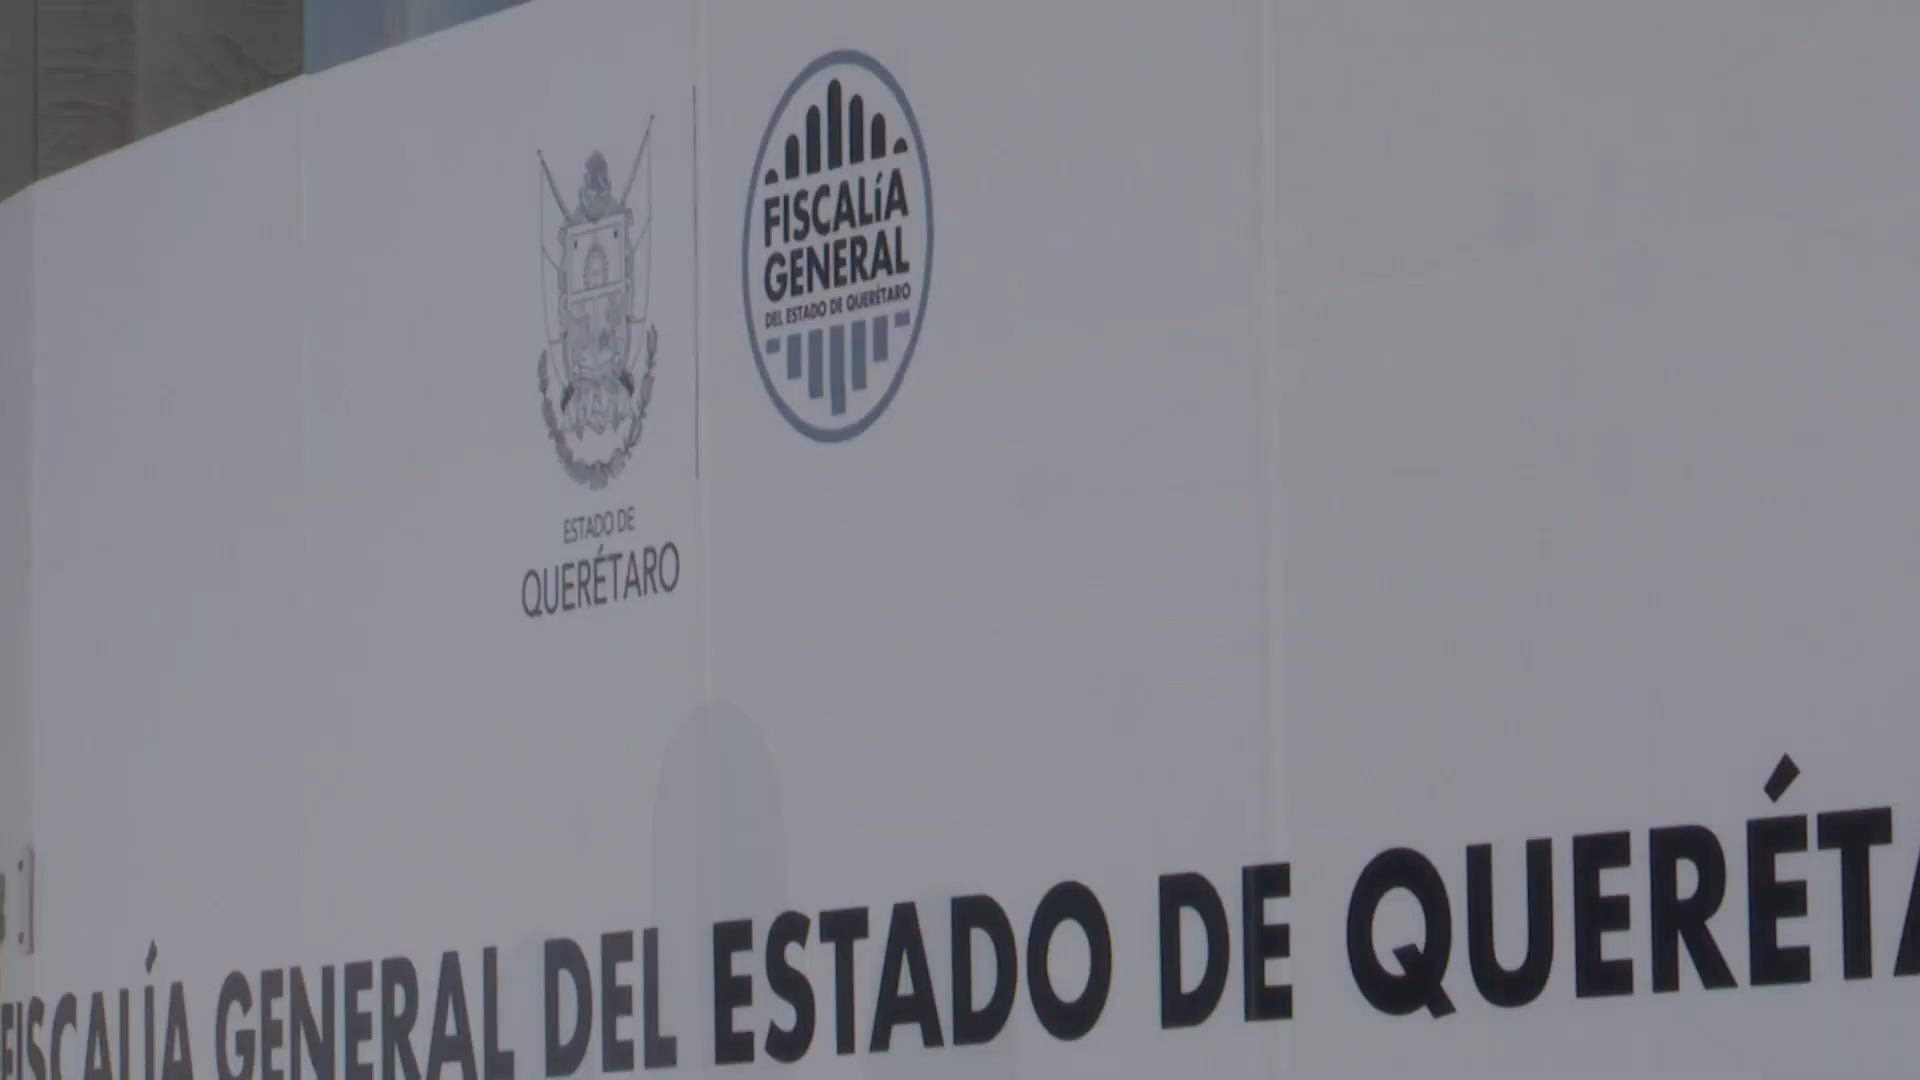 FISCALÍA
GENERAL
DEL ESTADO DE QUERÉTARO
ESTADO DE
QUERÉTARO
FISCALÍA GENERAL DEL ESTADO DE QUERÉTA